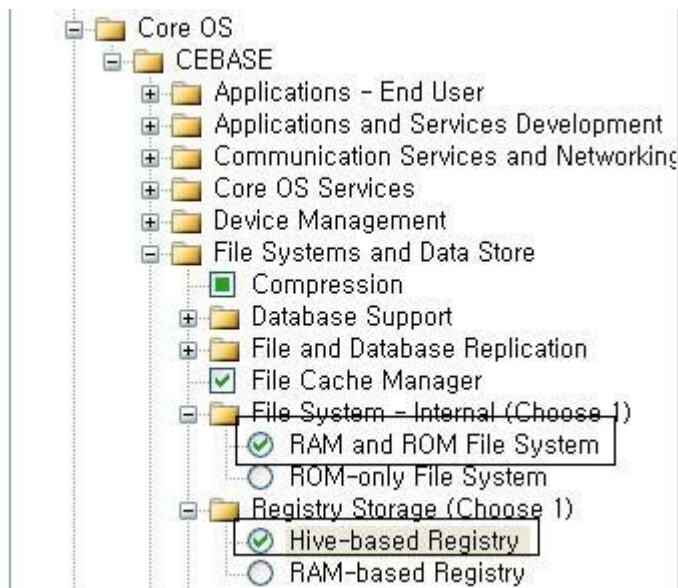 Core OS
CEBASE
Applications - End User
Applications and Services Development
Communication Services and Networking
Core OS Services
Device Management
File Systems and Data Store
Compression
Database Support
File and Database Replication
File Cache Manager
File System - Internal (Choose 1)
RAM and ROM File System
ROM-only File System
Registry Storage (Choose 1)
Hive-based Registry
RAM-based Registry